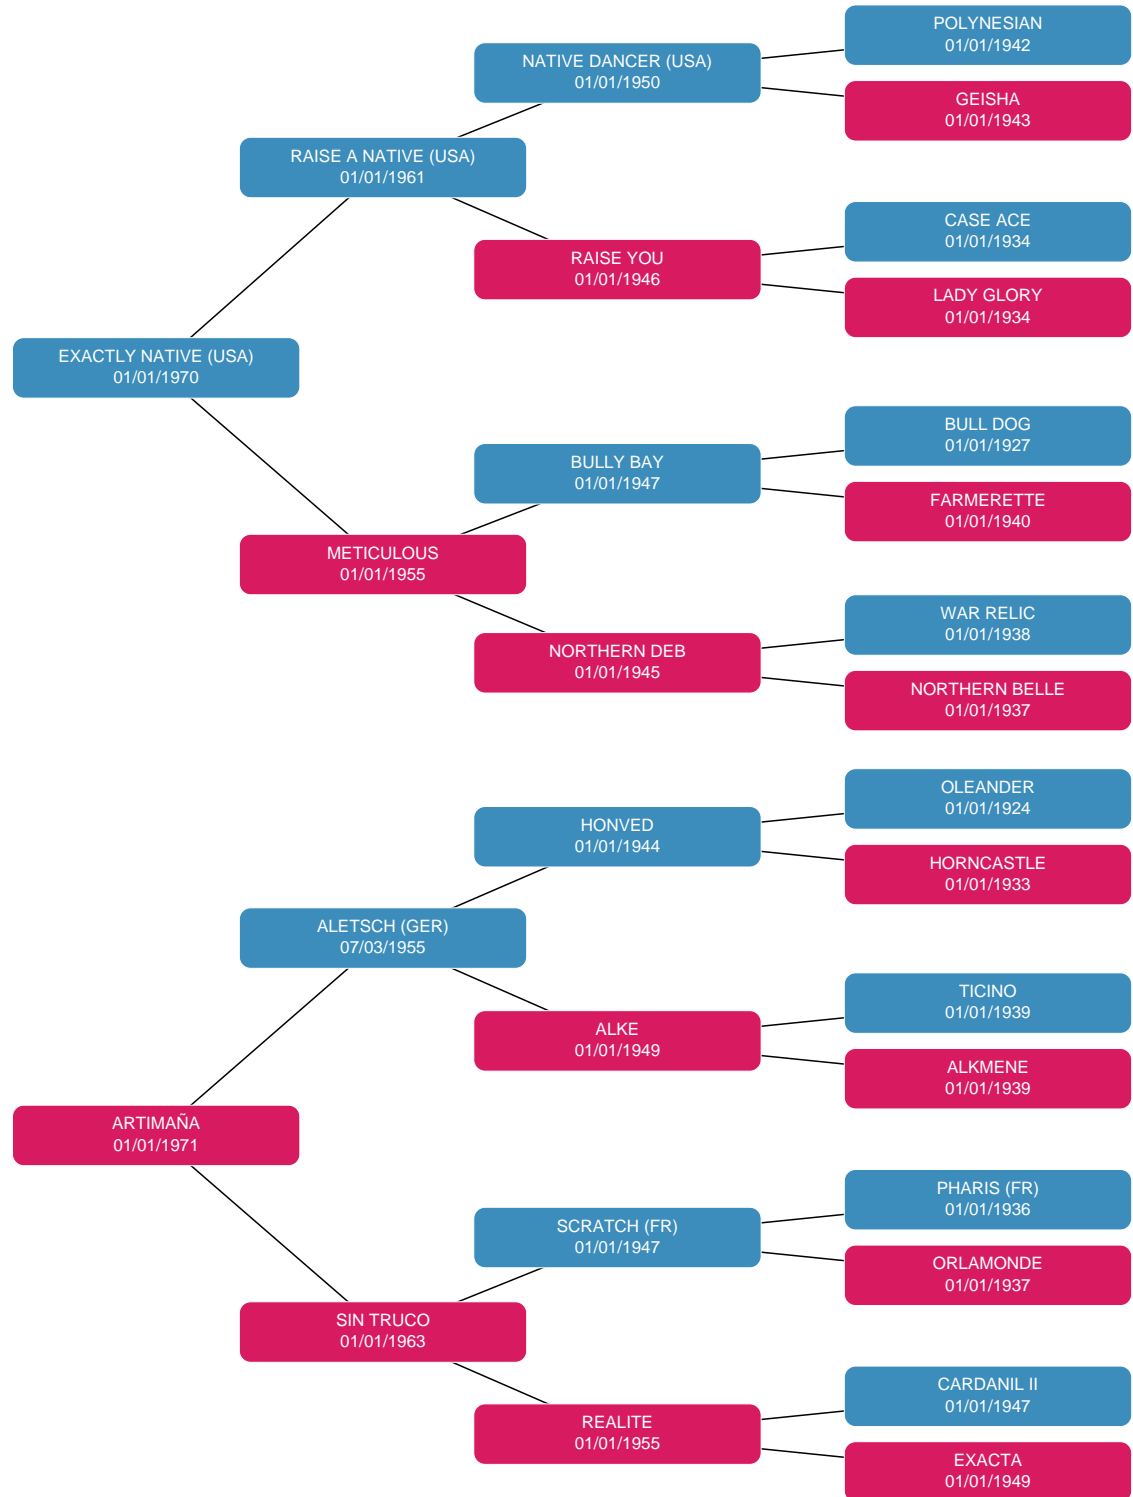 POLYNESIAN
01/01/1942
NATIVE DANCER (USA)
01/01/1950
GEISHA
01/01/1943
RAISE A NATIVE (USA)
01/01/1961
CASE ACE
01/01/1934
RAISE YOU
01/01/1946
LADY GLORY
01/01/1934
EXACTLY NATIVE (USA)
01/01/1970
BULL DOG
01/01/1927
BULLY BAY
01/01/1947
FARMERETTE
01/01/1940
METICULOUS
01/01/1955
WAR RELIC
01/01/1938
NORTHERN DEB
01/01/1945
NORTHERN BELLE
01/01/1937
OLEANDER
01/01/1924
HONVED
01/01/1944
HORNCASTLE
01/01/1933
ALETSCH (GER)
07/03/1955
TICINO
01/01/1939
ALKE
01/01/1949
ALKMENE
01/01/1939
ARTIMAÑA
01/01/1971
PHARIS (FR)
01/01/1936
SCRATCH (FR)
01/01/1947
ORLAMONDE
01/01/1937
SIN TRUCO
01/01/1963
CARDANIL II
01/01/1947
REALITE
01/01/1955
EXACTA
01/01/1949